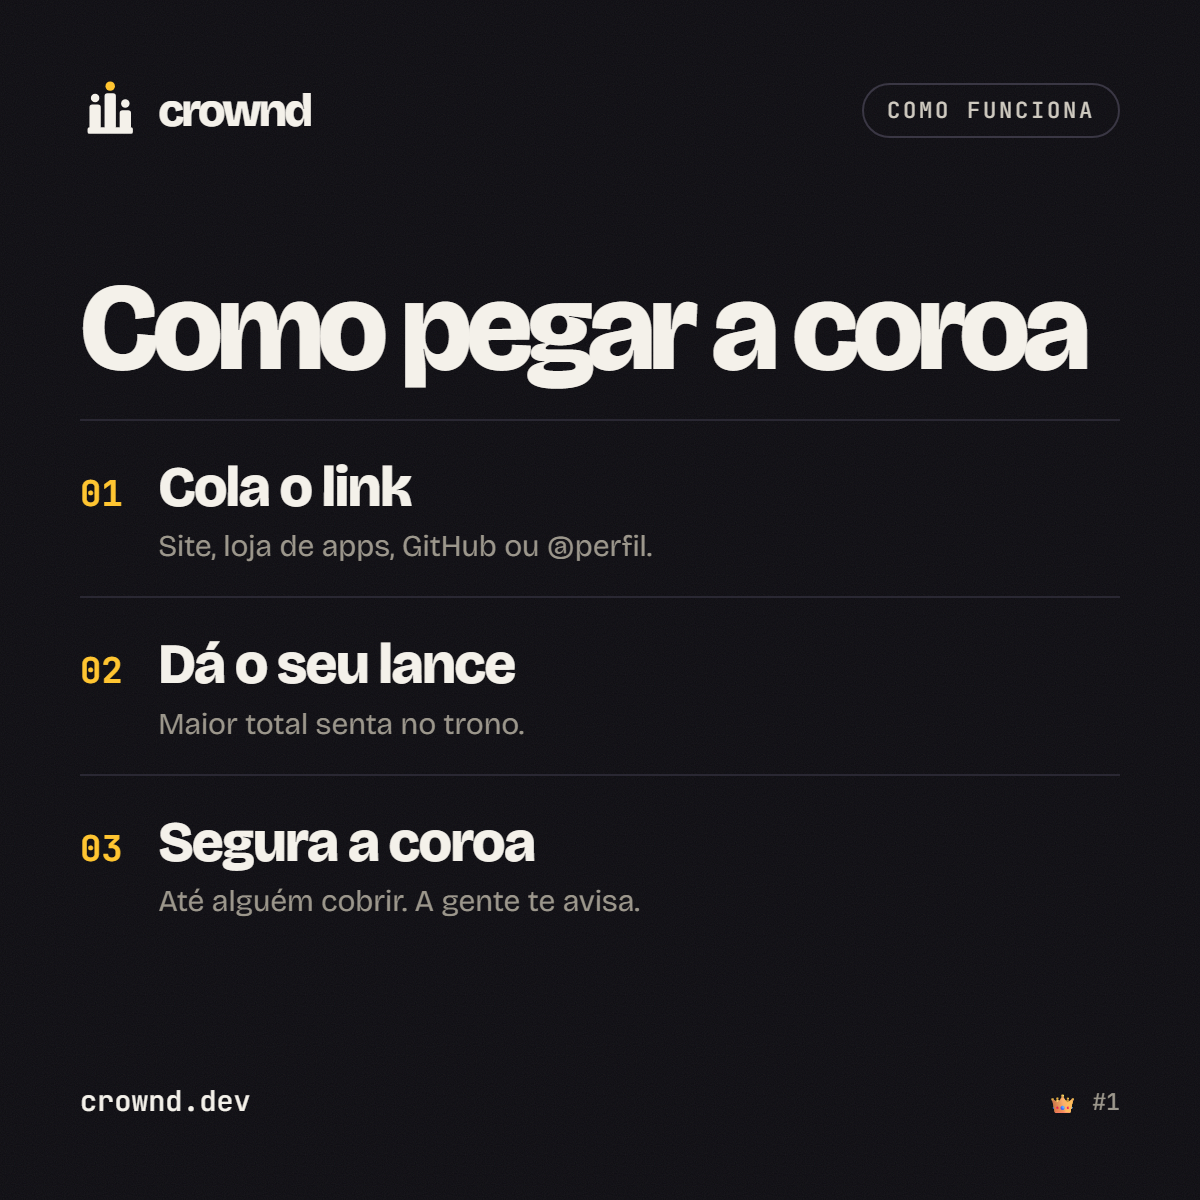 crownd
COMO FUNCIONA
Como pegar a coroa
01 Cola o link
Site, loja de apps, GitHub ou @perfil.
02 Dá o seu lance
Maior total senta no trono.
03 Segura a coroa
Até alguém cobrir. A gente te avisa.
crownd.dev
👑 #1